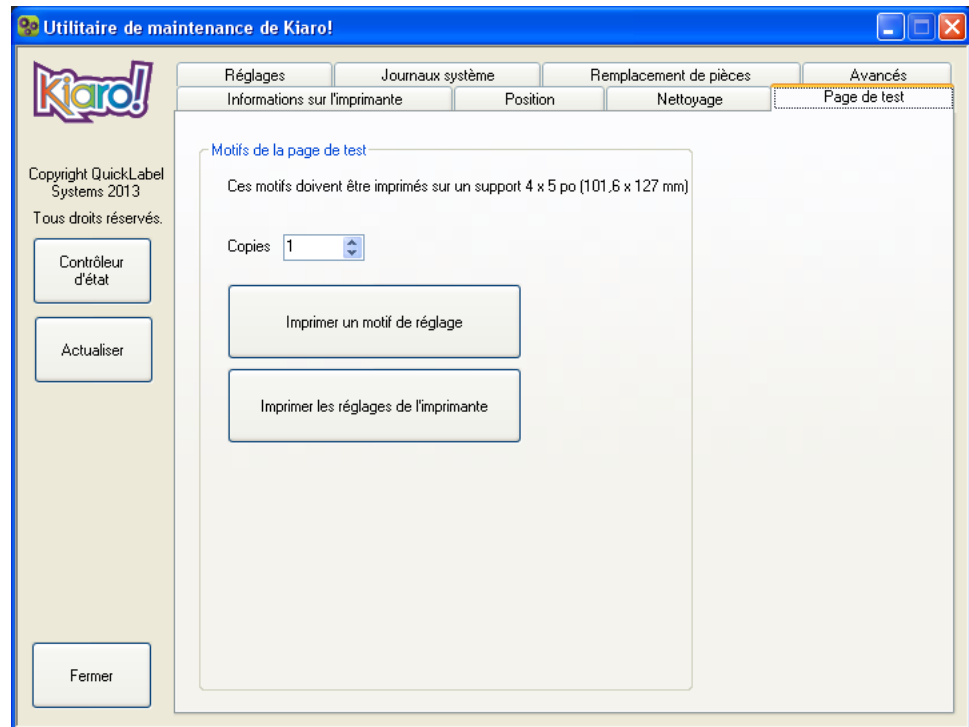 Utilitaire de maintenance de Kiaro!
Kiaro!
Réglages
Journaux système
Remplacement de pièces
Avancés
Informations sur l'imprimante
Position
Nettoyage
Page de test
Copyright QuickLabel
Systems 2013
Tous droits réservés.
Contrôleur
d'état
Actualiser
Fermer
Motifs de la page de test
Ces motifs doivent être imprimés sur un support 4 x 5 po (101,6 x 127 mm)
Copies 1
Imprimer un motif de réglage
Imprimer les réglages de l'imprimante